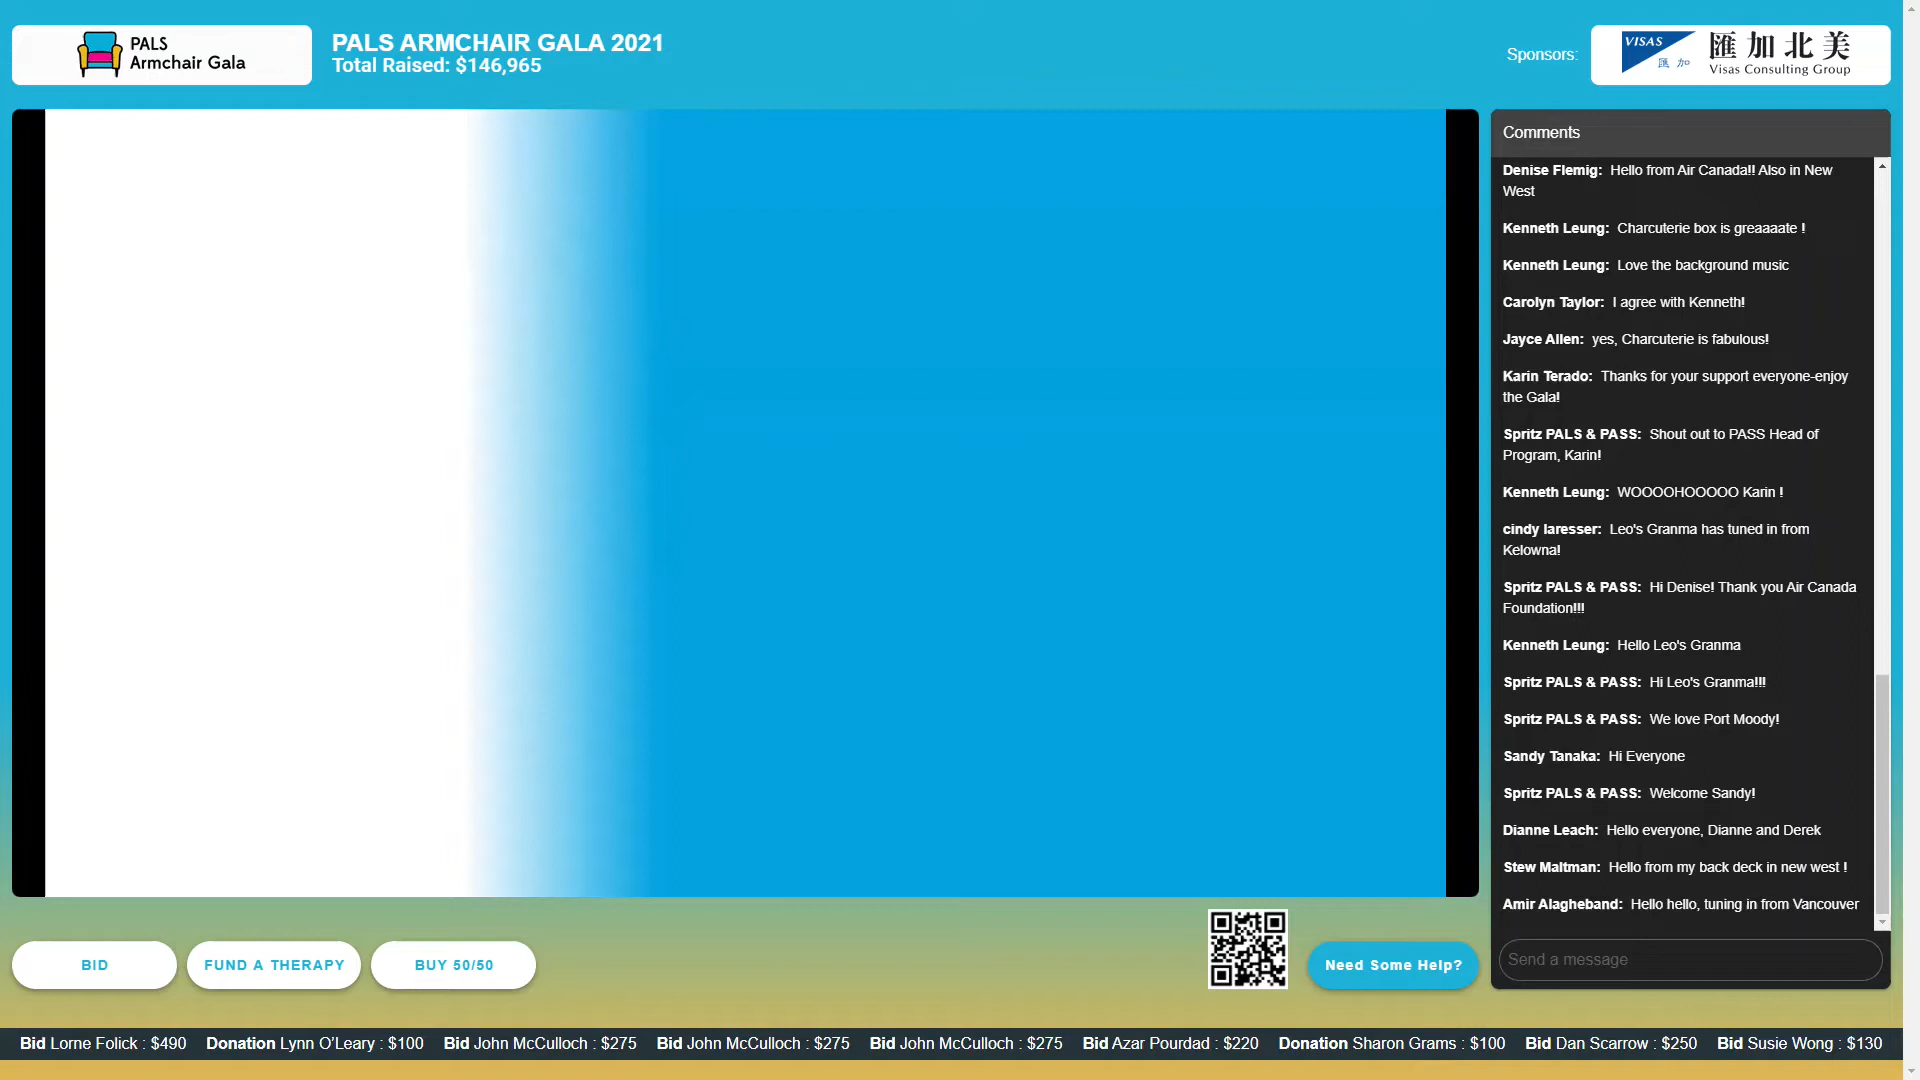 PALS
Armchair Gala
PALS ARMCHAIR GALA 2021
Total Raised: $146,965
Sponsors:
VISAS
匯 加
匯加北美
Visas Consulting Group
Comments
Denise Flemig: Hello from Air Canada!! Also in New
West
Kenneth Leung: Charcuterie box is greaaaate !
Kenneth Leung: Love the background music
Carolyn Taylor: I agree with Kenneth!
Jayce Allen: yes, Charcuterie is fabulous!
Karin Terado: Thanks for your support everyone-enjoy
the Gala!
Spritz PALS & PASS: Shout out to PASS Head of
Program, Karin!
Kenneth Leung: WOOOOHOOOOO Karin !
cindy laresser: Leo's Granma has tuned in from
Kelowna!
Spritz PALS & PASS: Hi Denise! Thank you Air Canada
Foundation!!!
Kenneth Leung: Hello Leo's Granma
Spritz PALS & PASS: Hi Leo's Granma!!!
Spritz PALS & PASS: We love Port Moody!
Sandy Tanaka: Hi Everyone
Spritz PALS & PASS: Welcome Sandy!
Dianne Leach: Hello everyone, Dianne and Derek
Stew Maltman: Hello from my back deck in new west !
Amir Alagheband: Hello hello, tuning in from Vancouver
Send a message
BID
FUND A THERAPY
BUY 50/50
Need Some Help?
Bid Lorne Folick : $490 Donation Lynn O'Leary : $100 Bid John McCulloch : $275 Bid John McCulloch : $275 Bid John McCulloch : $275 Bid Azar Pourdad : $220 Donation Sharon Grams : $100 Bid Dan Scarrow : $250 Bid Susie Wong : $130